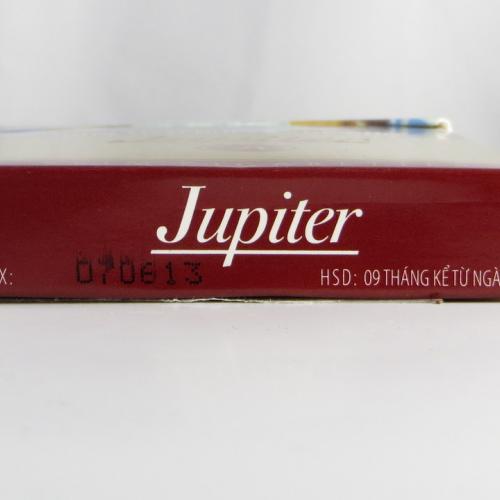 Jupiter
X: 070613 HSD: 09 THÁNG KỂ TỪ NGÀ